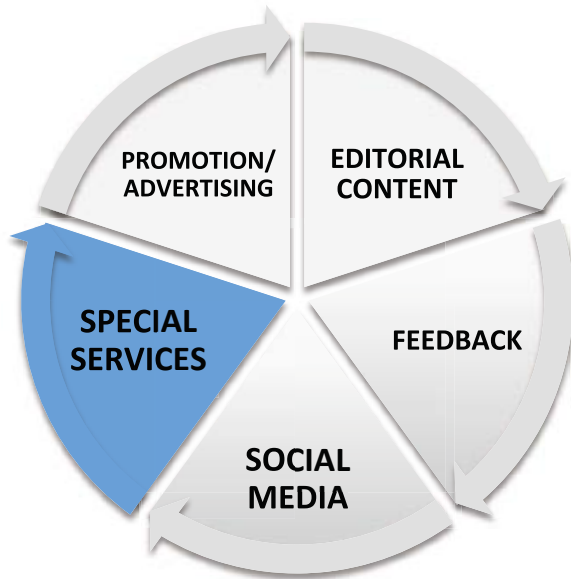 PROMOTION/
ADVERTISING
EDITORIAL
CONTENT
FEEDBACK
SOCIAL
MEDIA
SPECIAL
SERVICES